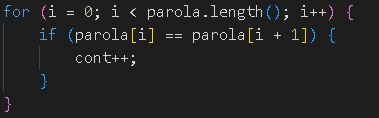 for (i = 0; i < parola.length(); i++) {
    if (parola[i] == parola[i + 1]) {
        cont++;
    }
}